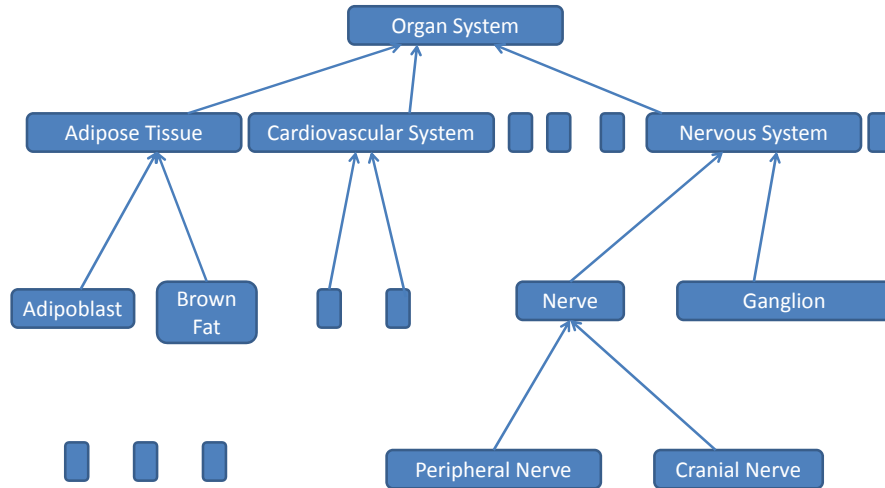 Organ System
Adipose Tissue
Cardiovascular System
Nervous System
Adipoblast
Brown
Fat
Nerve
Ganglion
Peripheral Nerve
Cranial Nerve